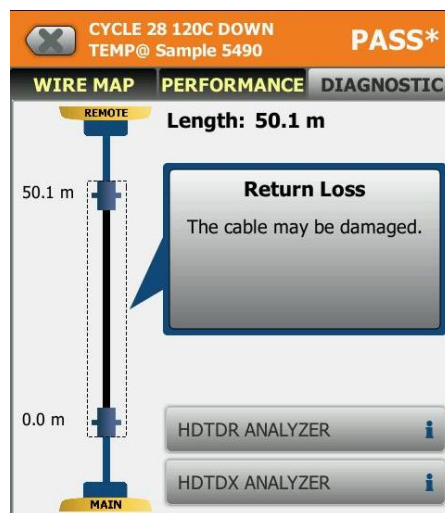 CYCLE 28 120C DOWN
TEMP@ Sample 5490
PASS*
WIRE MAP
PERFORMANCE
DIAGNOSTIC
REMOTE
Length: 50.1 m
50.1 m
Return Loss
The cable may be damaged.
0.0 m
HDTDR ANALYZER
i
HDTDX ANALYZER
i
MAIN